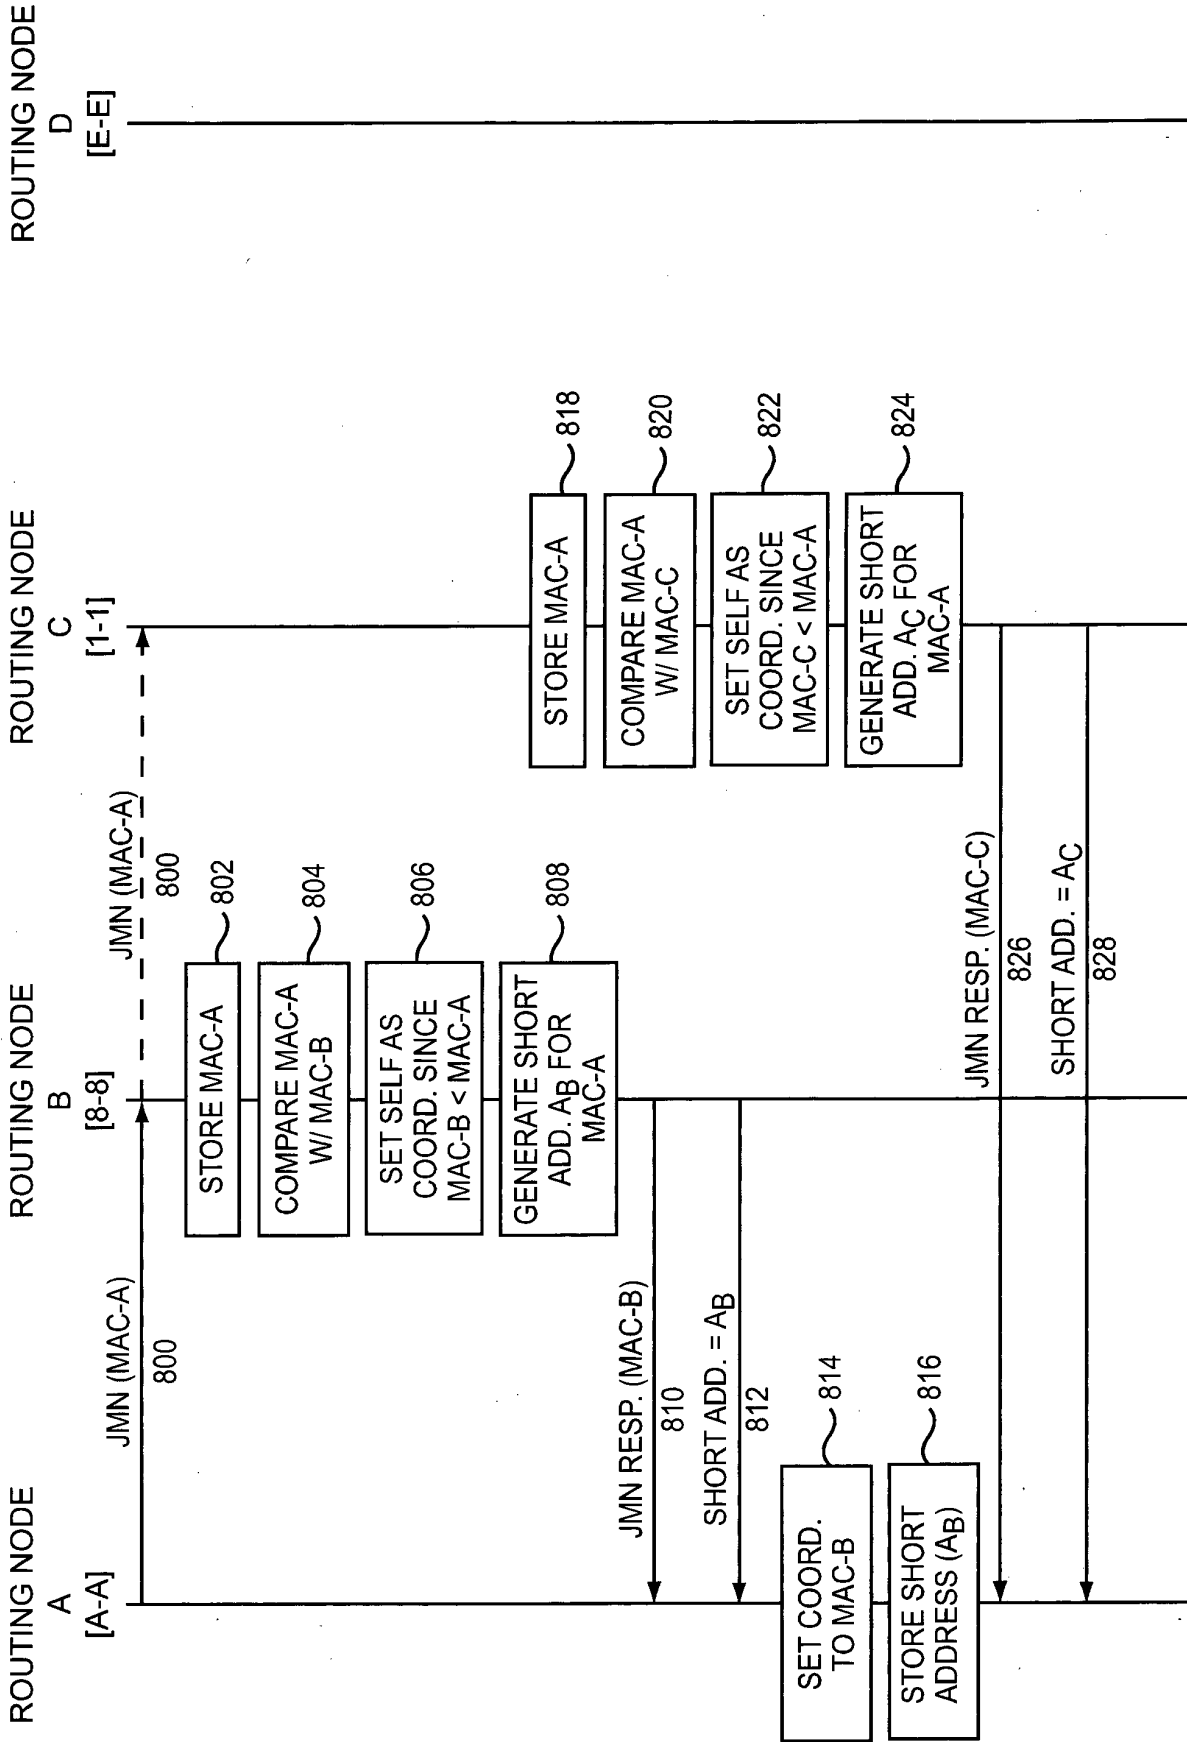 ROUTING NODE
A
[A-A]
ROUTING NODE
B
[8-8]
ROUTING NODE
C
[1-1]
ROUTING NODE
D
[E-E]
JMN (MAC-A)
800
JMN (MAC-A)
800
STORE MAC-A
802
COMPARE MAC-A
W/ MAC-B
804
SET SELF AS
COORD. SINCE
MAC-B < MAC-A
806
GENERATE SHORT
ADD. AB FOR
MAC-A
808
JMN RESP. (MAC-B)
810
SHORT ADD. = AB
812
SET COORD.
TO MAC-B
814
STORE SHORT
ADDRESS (AB)
816
STORE MAC-A
818
COMPARE MAC-A
W/ MAC-C
820
SET SELF AS
COORD. SINCE
MAC-C < MAC-A
822
GENERATE SHORT
ADD. AC FOR
MAC-A
824
JMN RESP. (MAC-C)
826
SHORT ADD. = AC
828